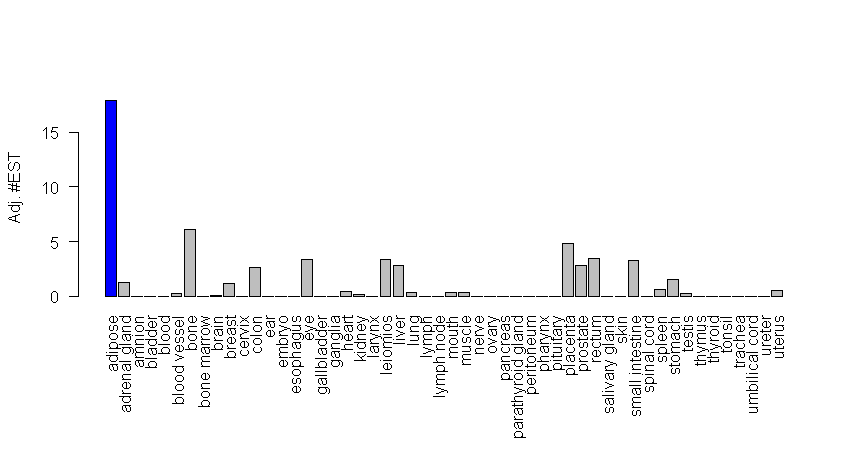 Adj. #EST
15
10
5
0
adipose
adrenal gland
amnion
bladder
blood
blood vessel
bone
bone marrow
brain
breast
cervix
colon
ear
embryo
esophagus
eye
gallbladder
ganglia
heart
kidney
larynx
leiomios
liver
lung
lymph
lymph node
mouth
muscle
nerve
ovary
pancreas
parathyroid gland
peritoneum
pharynx
pituitary
placenta
prostate
rectum
salivary gland
skin
small intestine
spinal cord
spleen
stomach
testis
thymus
thyroid
tonsil
trachea
umbilical cord
ureter
uterus